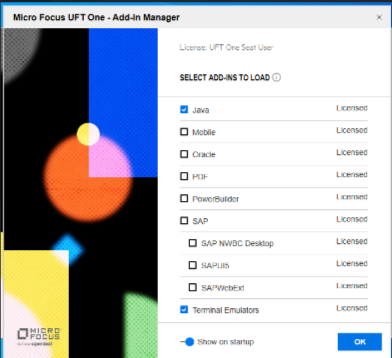 Micro Focus UFT One - Add-in Manager
License: UFT One Seat User
SELECT ADD-INS TO LOAD
Java Licensed
Mobile Licensed
Oracle Licensed
PDF Licensed
PowerBuilder Licensed
SAP Licensed
SAP NWBC Desktop Licensed
SAPUI5 Licensed
SAPWebExt Licensed
Terminal Emulators Licensed
MICRO
FOCUS
opentext
Show on startup
OK